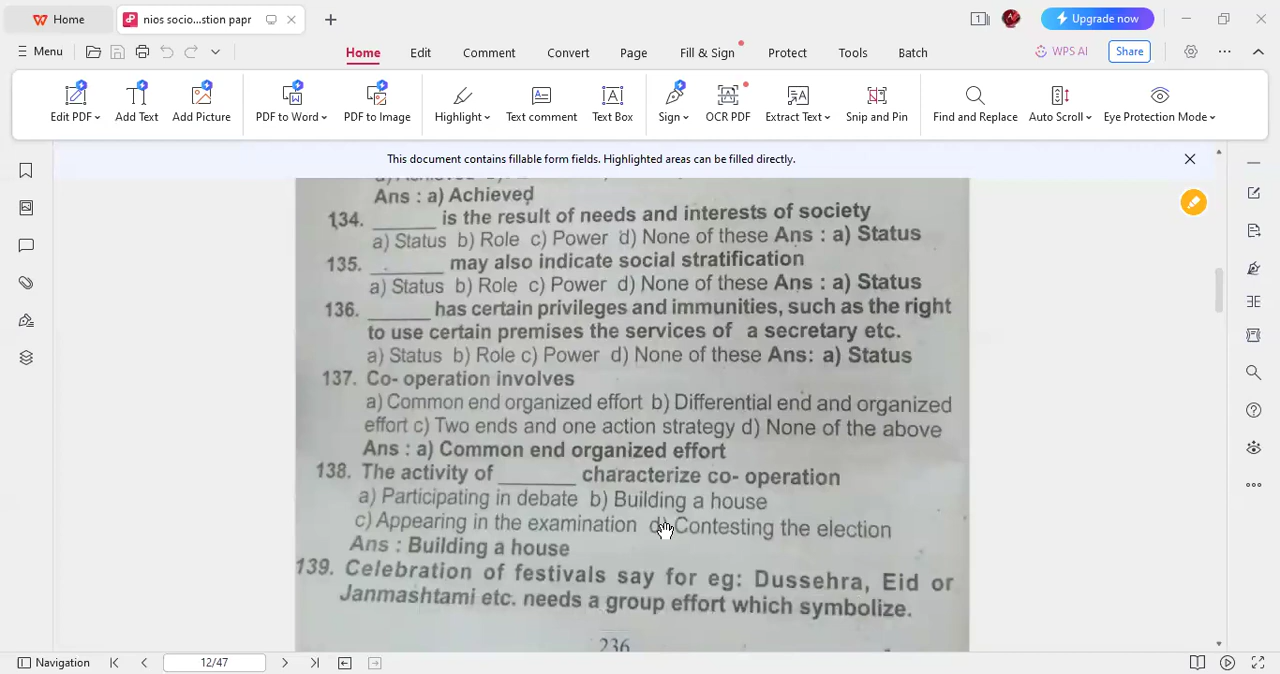 Home
nios socio...stion papr
1
Upgrade now
Menu
Home
Edit
Comment
Convert
Page
Fill & Sign
Protect
Tools
Batch
WPS AI
Share
Edit PDF
Add Text
Add Picture
PDF to Word
PDF to Image
Highlight
Text comment
Text Box
Sign
OCR PDF
Extract Text
Snip and Pin
Find and Replace
Auto Scroll
Eye Protection Mode
This document contains fillable form fields. Highlighted areas can be filled directly.
a) Achieved
Ans : a) Achieved
134. ______ is the result of needs and interests of society
a) Status b) Role c) Power d) None of these Ans : a) Status
135. ______ may also indicate social stratification
a) Status b) Role c) Power d) None of these Ans : a) Status
136. ______ has certain privileges and immunities, such as the right
to use certain premises the services of a secretary etc.
a) Status b) Role c) Power d) None of these Ans: a) Status
137. Co- operation involves
a) Common end organized effort b) Differential end and organized
effort c) Two ends and one action strategy d) None of the above
Ans : a) Common end organized effort
138. The activity of ______ characterize co- operation
a) Participating in debate b) Building a house
c) Appearing in the examination d) Contesting the election
Ans : Building a house
139. Celebration of festivals say for eg: Dussehra, Eid or
Janmashtami etc. needs a group effort which symbolize.
236
Navigation
12/47